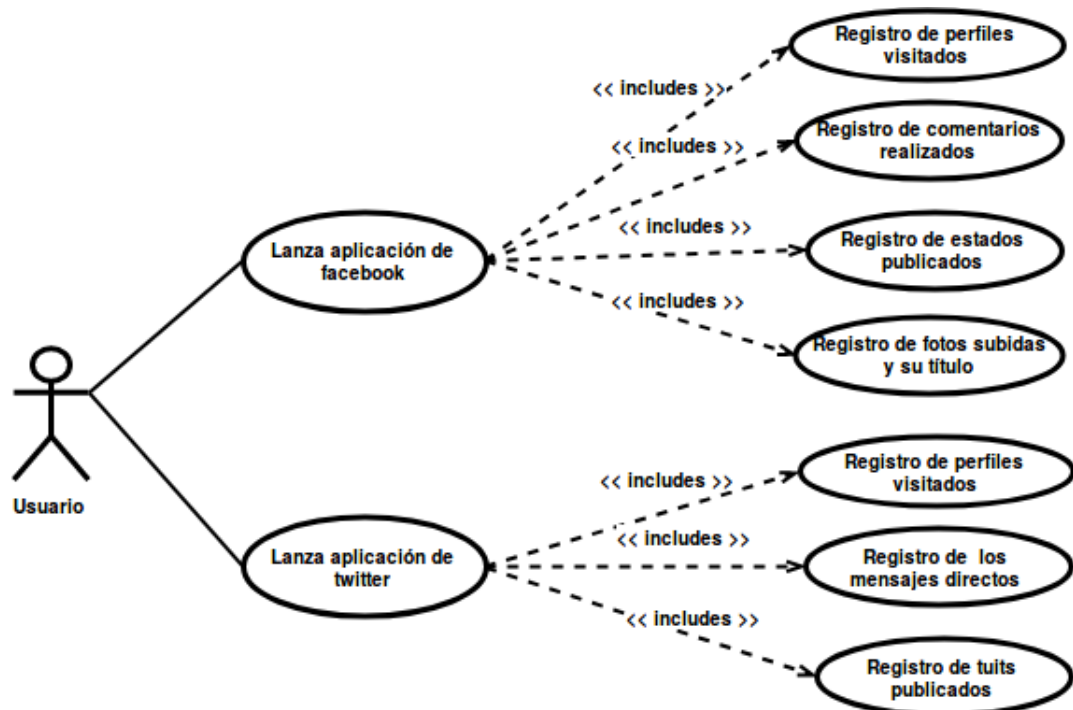 Registro de perfiles
visitados
<< includes >>
Registro de comentarios
realizados
<< includes >>
Registro de estados
publicados
<< includes >>
Lanza aplicación de
facebook
Registro de fotos subidas
y su título
<< includes >>
Usuario
Registro de perfiles
visitados
<< includes >>
Registro de los
mensajes directos
<< includes >>
Lanza aplicación de
twitter
<< includes >>
Registro de tuits
publicados